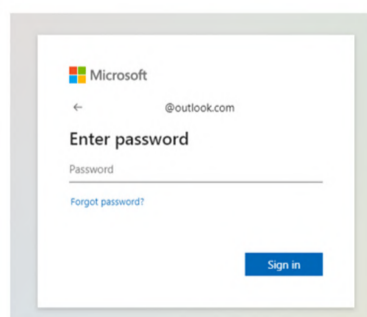 Microsoft
← @outlook.com
Enter password
Password
Forgot password?
Sign in